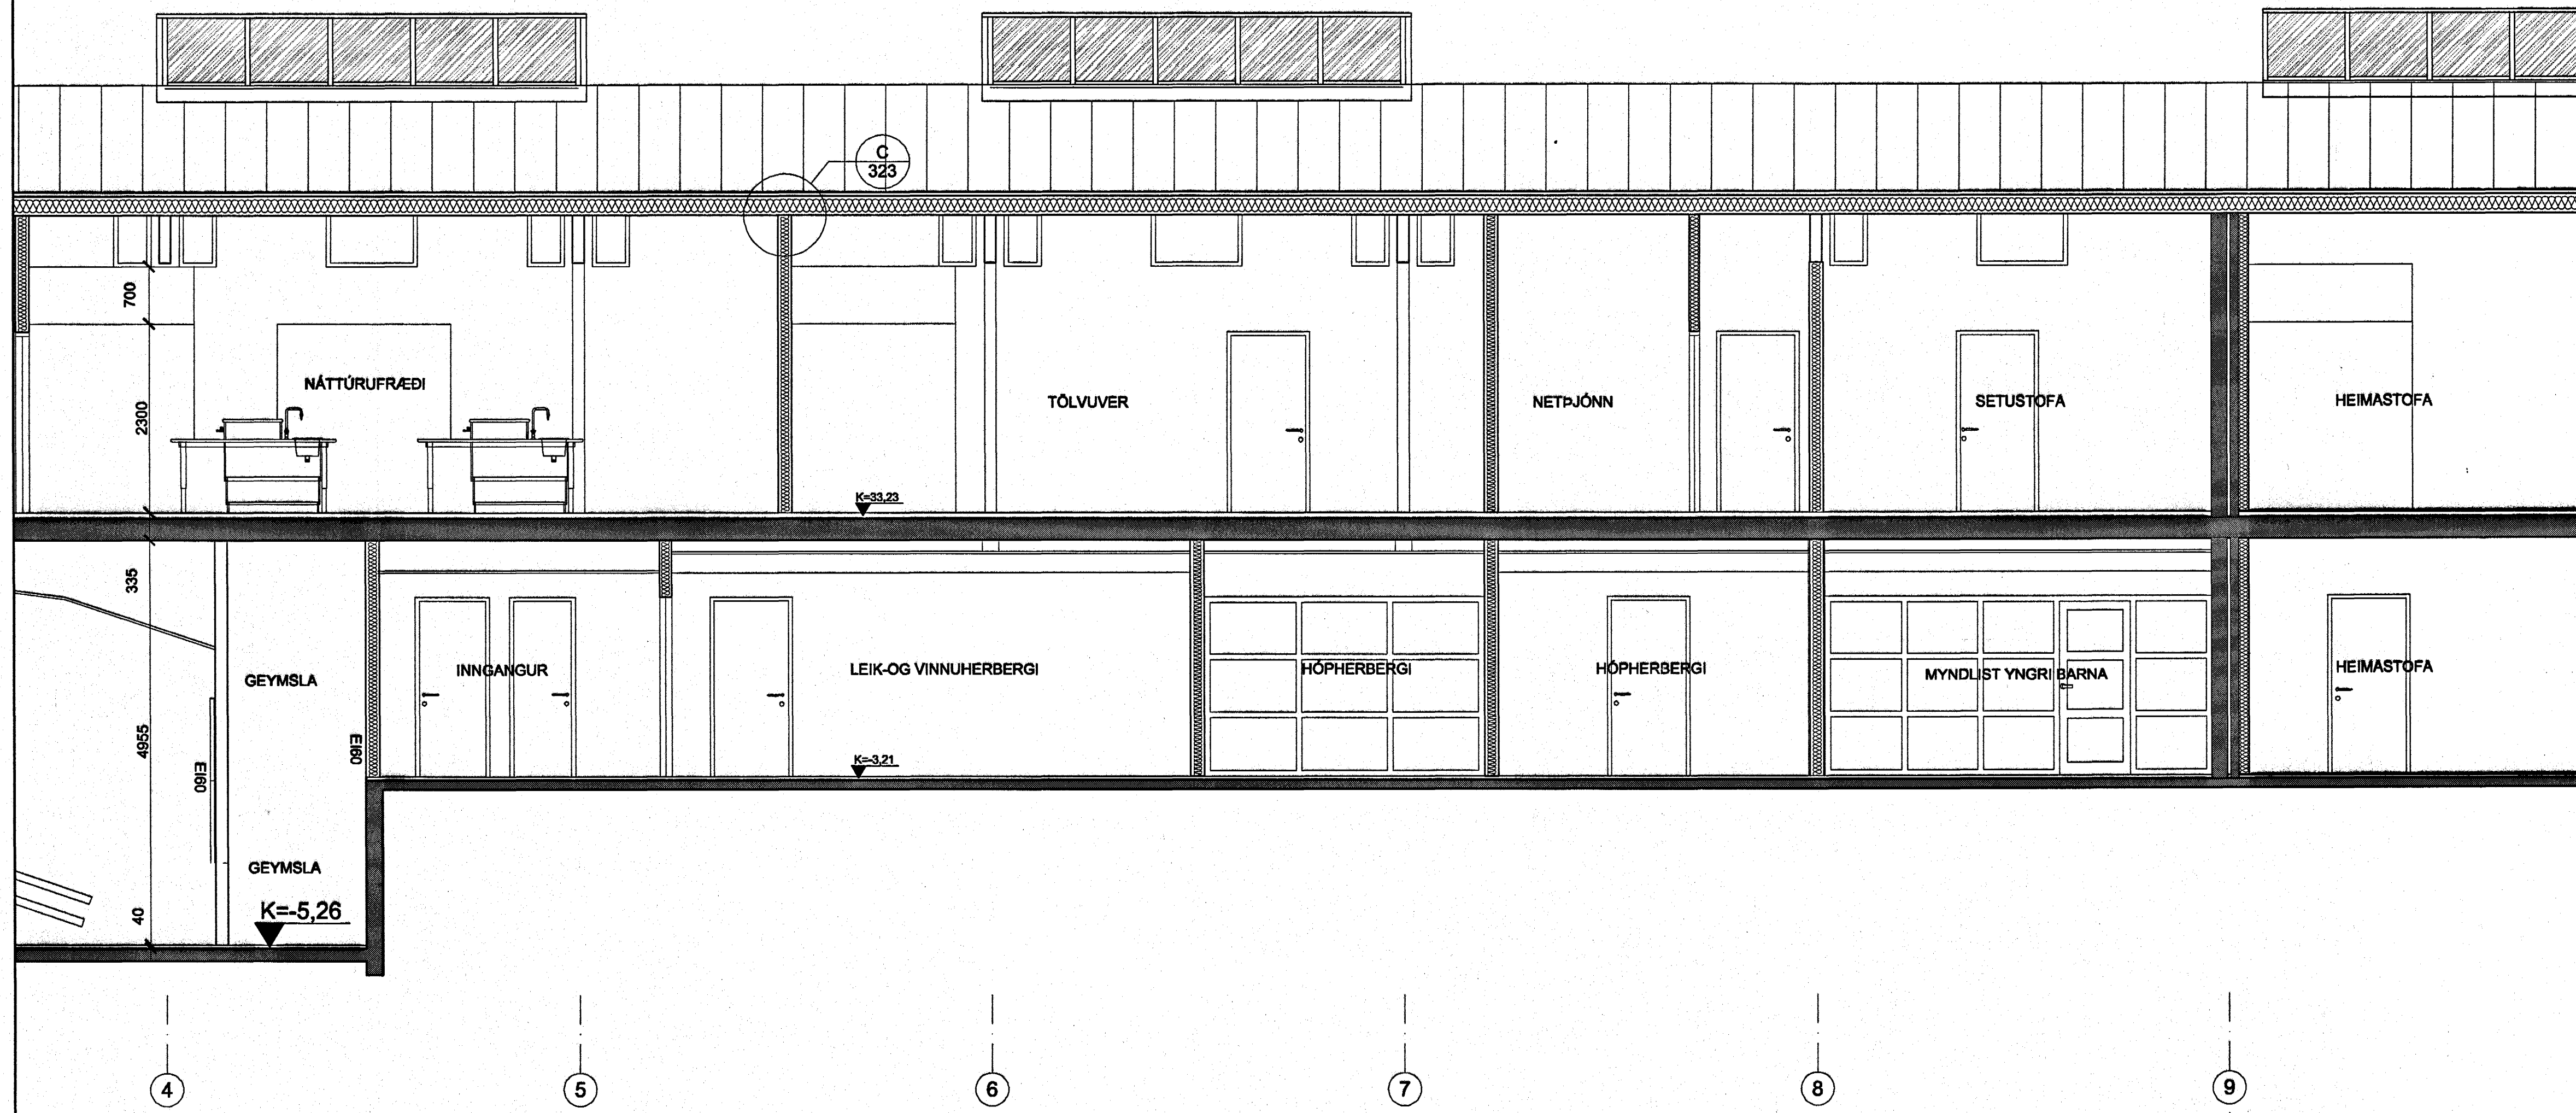 C
323
700
NÁTTÚRUFRÆÐI
2300
TÖLVUVER
NETÞJÓNN
SETUSTOFA
HEIMASTOFA
K=33,23
335
GEYMSLA
INNGANGUR
LEIK-OG VINNUHERBERGI
HÓPHERBERGI
HÓPHERBERGI
MYNDLIST YNGRI BARNA
HEIMASTOFA
4955
EI60
EI60
K=-3,21
GEYMSLA
40
K=-5,26
4
5
6
7
8
9